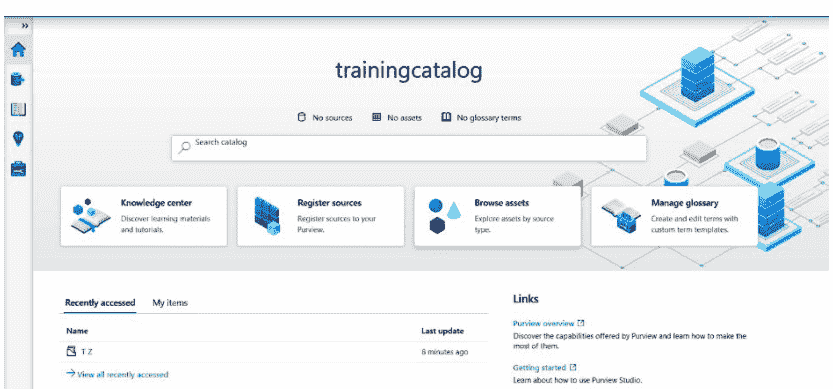 »
trainingcatalog
No sources No assets No glossary terms
Search catalog
Knowledge center
Discover learning materials
and tutorials.
Register sources
Register sources to your
Purview.
Browse assets
Explore assets by source
type.
Manage glossary
Create and edit terms with
custom term templates.
Recently accessed My items
Name Last update
T Z 8 minutes ago
View all recently accessed
Links
Purview overview
Discover the capabilities offered by Purview and learn how to make the
most of them.
Getting started
Learn about how to use Purview Studio.